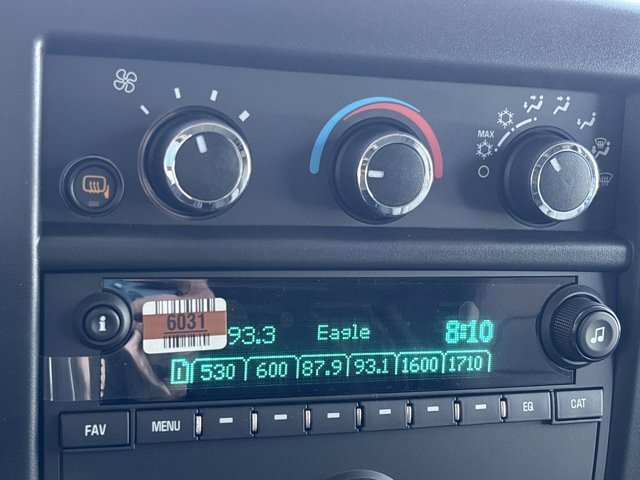 MAX
6031
93.3 Eagle 8:10
530 600 87.9 93.1 1600 1710
FAV MENU EQ CAT